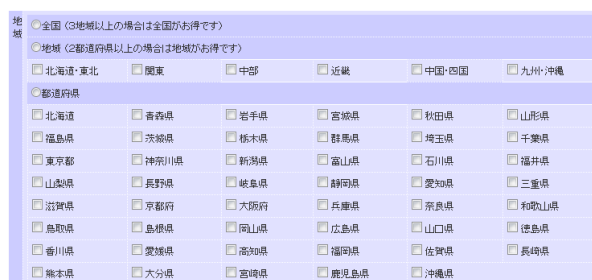 地域
全国（3地域以上の場合は全国がお得です）
地域（2都道府県以上の場合は地域がお得です）
北海道・東北 関東 中部 近畿 中国・四国 九州・沖縄
都道府県
北海道 青森県 岩手県 宮城県 秋田県 山形県
福島県 茨城県 栃木県 群馬県 埼玉県 千葉県
東京都 神奈川県 新潟県 富山県 石川県 福井県
山梨県 長野県 岐阜県 静岡県 愛知県 三重県
滋賀県 京都府 大阪府 兵庫県 奈良県 和歌山県
鳥取県 島根県 岡山県 広島県 山口県 徳島県
香川県 愛媛県 高知県 福岡県 佐賀県 長崎県
熊本県 大分県 宮崎県 鹿児島県 沖縄県